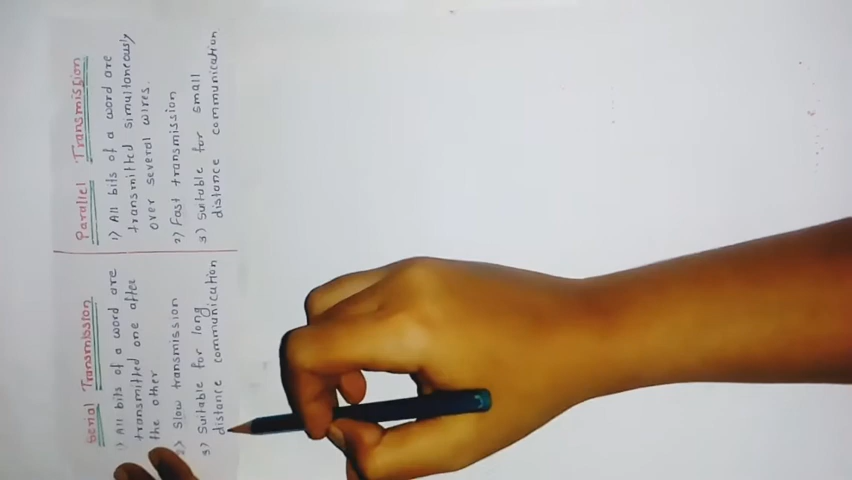 Serial Transmission
1) All bits of a word are
transmitted one after
the other
2) Slow transmission
3) Suitable for long
distance communication
Parallel Transmission
1) All bits of a word are
transmitted simultaneously
over several wires.
2) Fast transmission
3) Suitable for small
distance communication